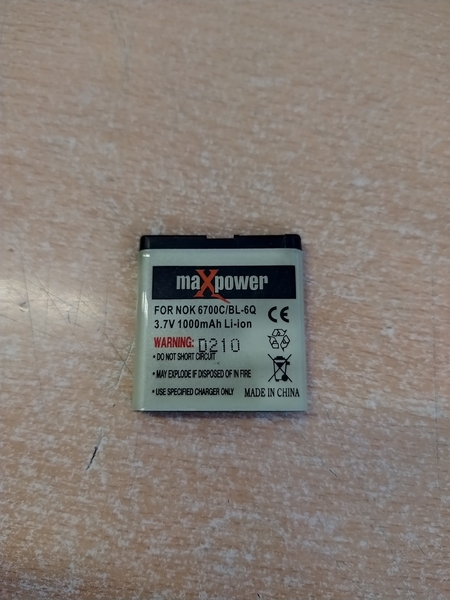 maXpower
FOR NOK 6700C/BL-6Q
3.7V 1000mAh Li-ion
WARNING: D210
• DO NOT SHORT CIRCUIT
• MAY EXPLODE IF DISPOSED OF IN FIRE
• USE SPECIFIED CHARGER ONLY
CE
MADE IN CHINA